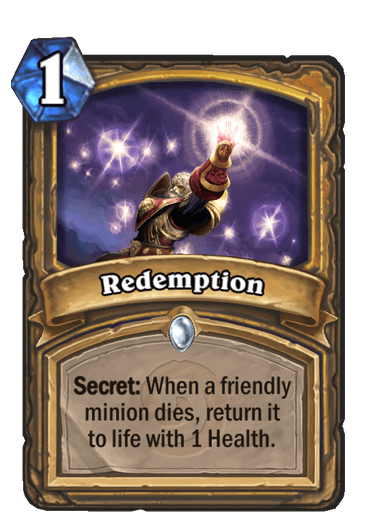 1
Redemption
Secret: When a friendly
minion dies, return it
to life with 1 Health.